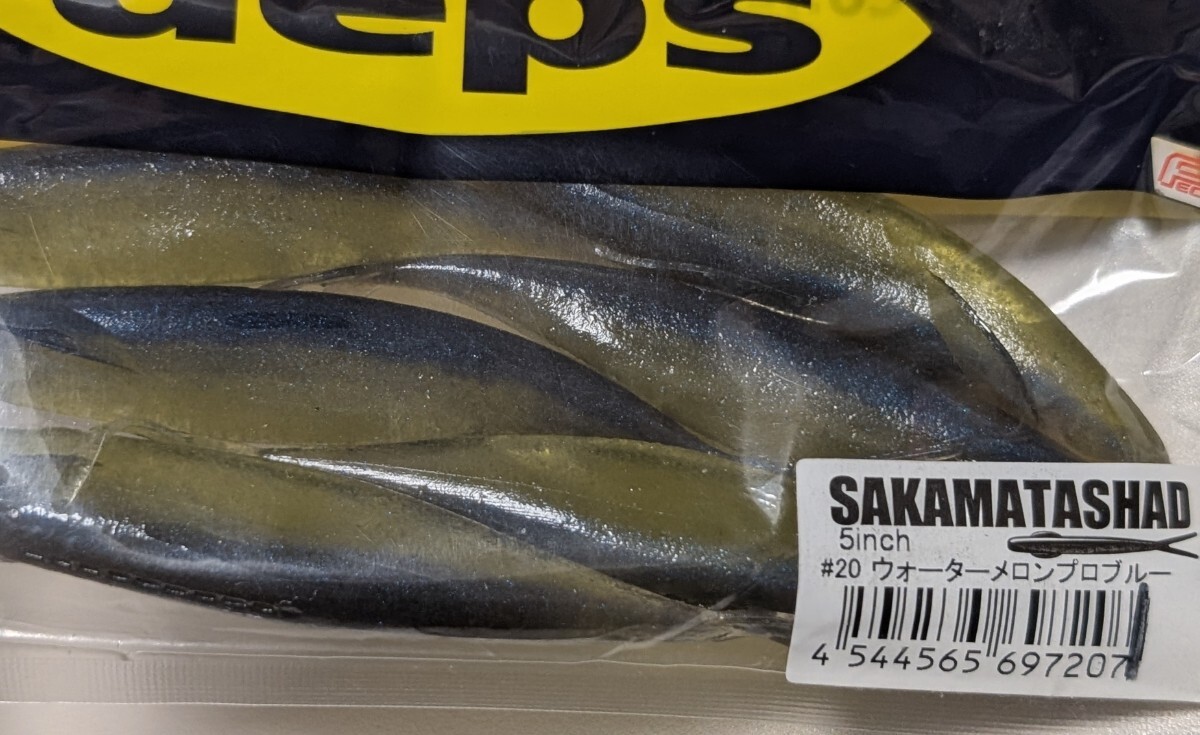 deps
SAKAMATASHAD
5inch
#20 ウォーターメロンプロブルー
4 544565 697207